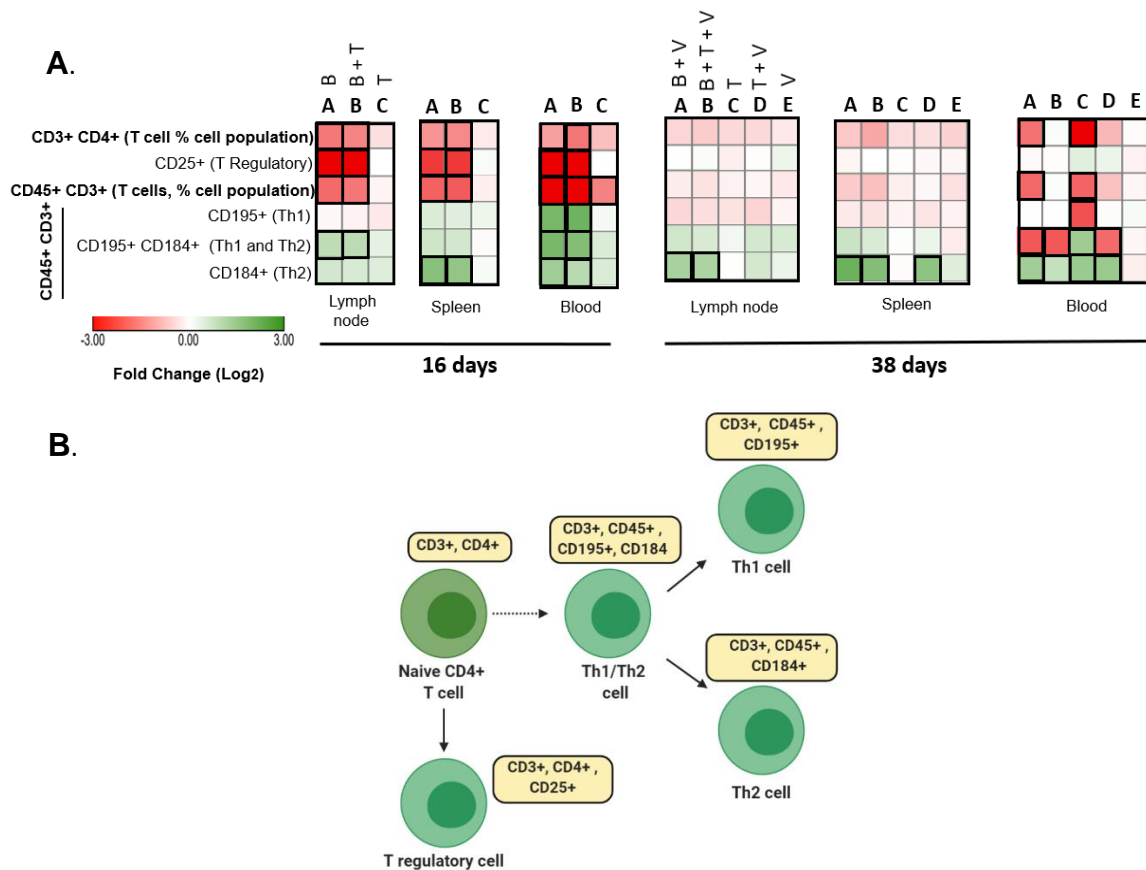 A.
B
B + T
T
B + V
B + T + V
T
T + V
V
A B C
A B C
A B C
A B C D E
A B C D E
A B C D E
CD3+ CD4+ (T cell % cell population)
CD25+ (T Regulatory)
CD45+ CD3+ (T cells, % cell population)
CD45+ CD3+
CD195+ (Th1)
CD195+ CD184+ (Th1 and Th2)
CD184+ (Th2)
Lymph
node
Spleen
Blood
Lymph node
Spleen
Blood
-3.00 0.00 3.00
Fold Change (Log2)
16 days
38 days
B.
CD3+, CD45+ ,
CD195+
Th1 cell
CD3+, CD4+
CD3+, CD45+ ,
CD195+, CD184
Naive CD4+
T cell
Th1/Th2
cell
CD3+, CD45+ ,
CD184+
Th2 cell
CD3+, CD4+ ,
CD25+
T regulatory cell